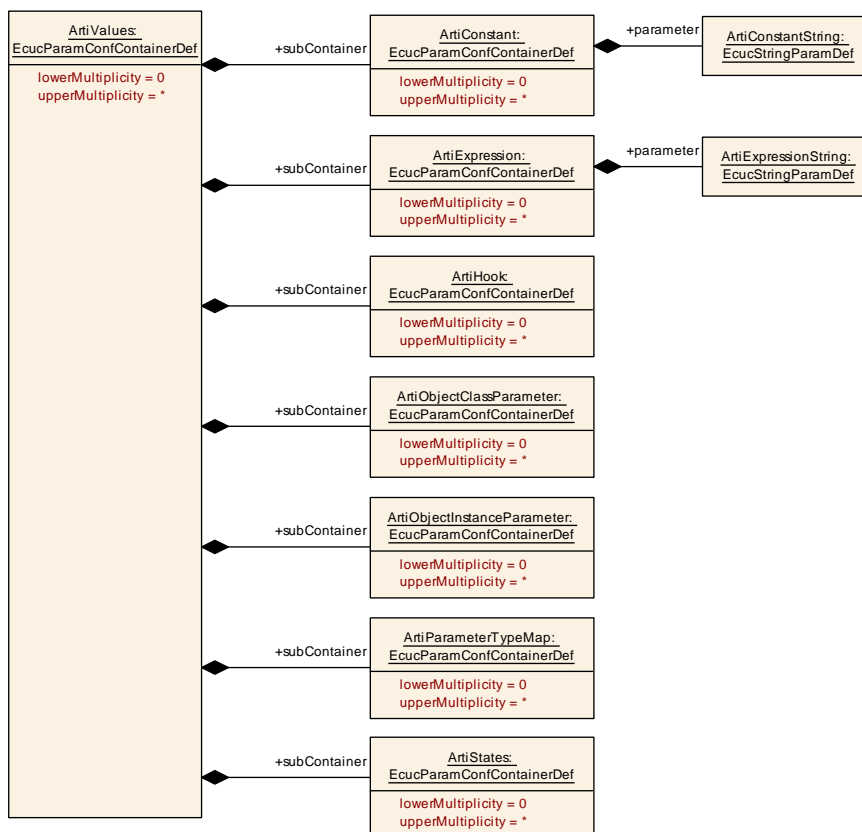 ArtiValues:
EcucParamConfContainerDef
lowerMultiplicity = 0
upperMultiplicity = *
+subContainer
ArtiConstant:
EcucParamConfContainerDef
lowerMultiplicity = 0
upperMultiplicity = *
+parameter
ArtiConstantString:
EcucStringParamDef
+subContainer
ArtiExpression:
EcucParamConfContainerDef
lowerMultiplicity = 0
upperMultiplicity = *
+parameter
ArtiExpressionString:
EcucStringParamDef
+subContainer
ArtiHook:
EcucParamConfContainerDef
lowerMultiplicity = 0
upperMultiplicity = *
+subContainer
ArtiObjectClassParameter:
EcucParamConfContainerDef
lowerMultiplicity = 0
upperMultiplicity = *
+subContainer
ArtiObjectInstanceParameter:
EcucParamConfContainerDef
lowerMultiplicity = 0
upperMultiplicity = *
+subContainer
ArtiParameterTypeMap:
EcucParamConfContainerDef
lowerMultiplicity = 0
upperMultiplicity = *
+subContainer
ArtiStates:
EcucParamConfContainerDef
lowerMultiplicity = 0
upperMultiplicity = *